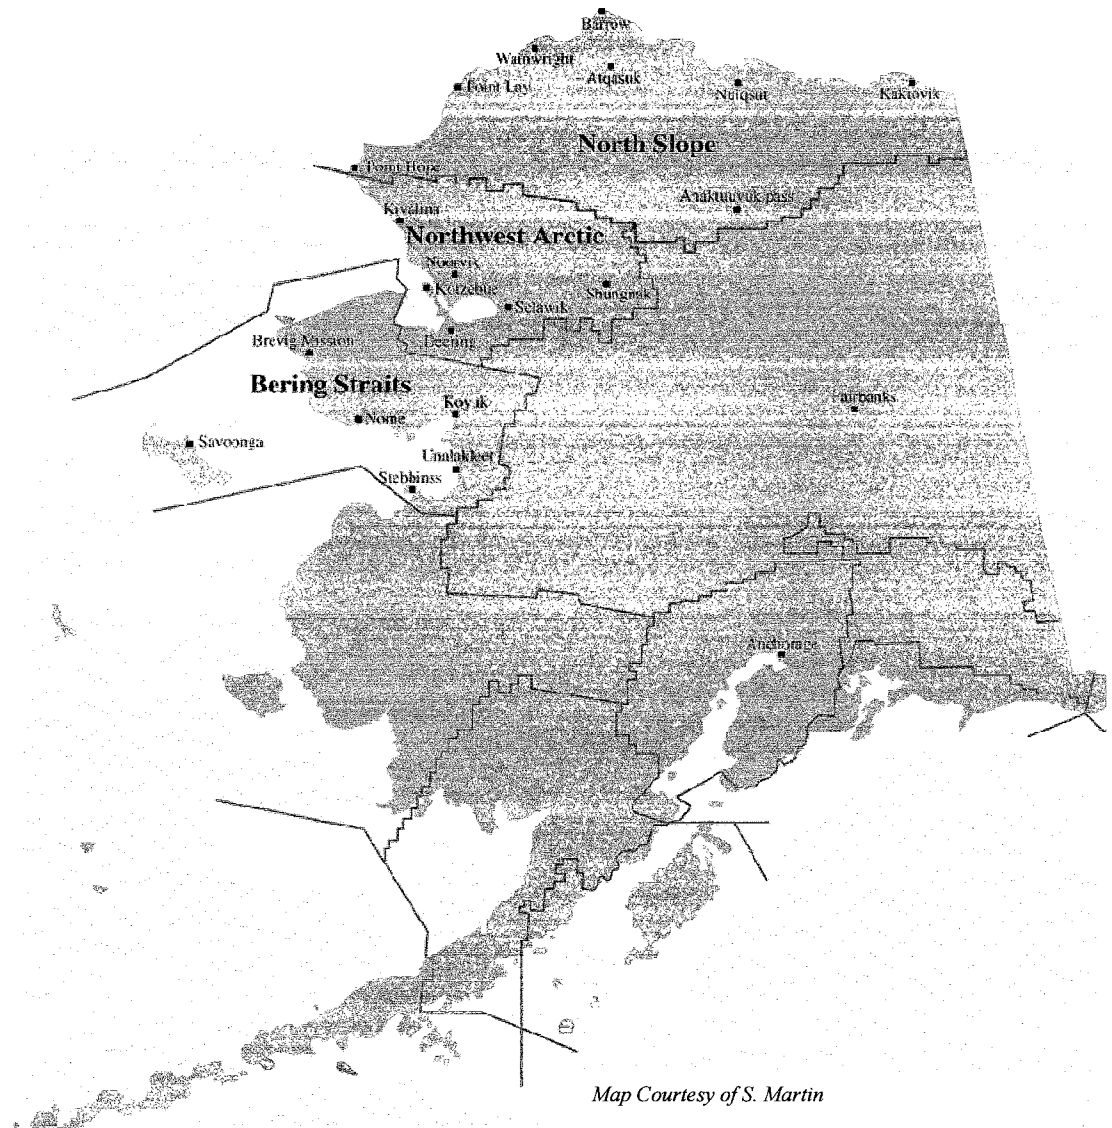 Barrow
Wainwright
Atqasuk
Point Lay
Nuiqsut
Kaktovik
North Slope
Point Hope
Anaktuuvuk pass
Kivalina
Northwest Arctic
Noorvik
Kotzebue
Shungnak
Selawik
Deering
Brevig Mission
Bering Straits
Koyuk
Fairbanks
Nome
Savoonga
Unalakleet
Stebbinss
Anchorage
Map Courtesy of S. Martin